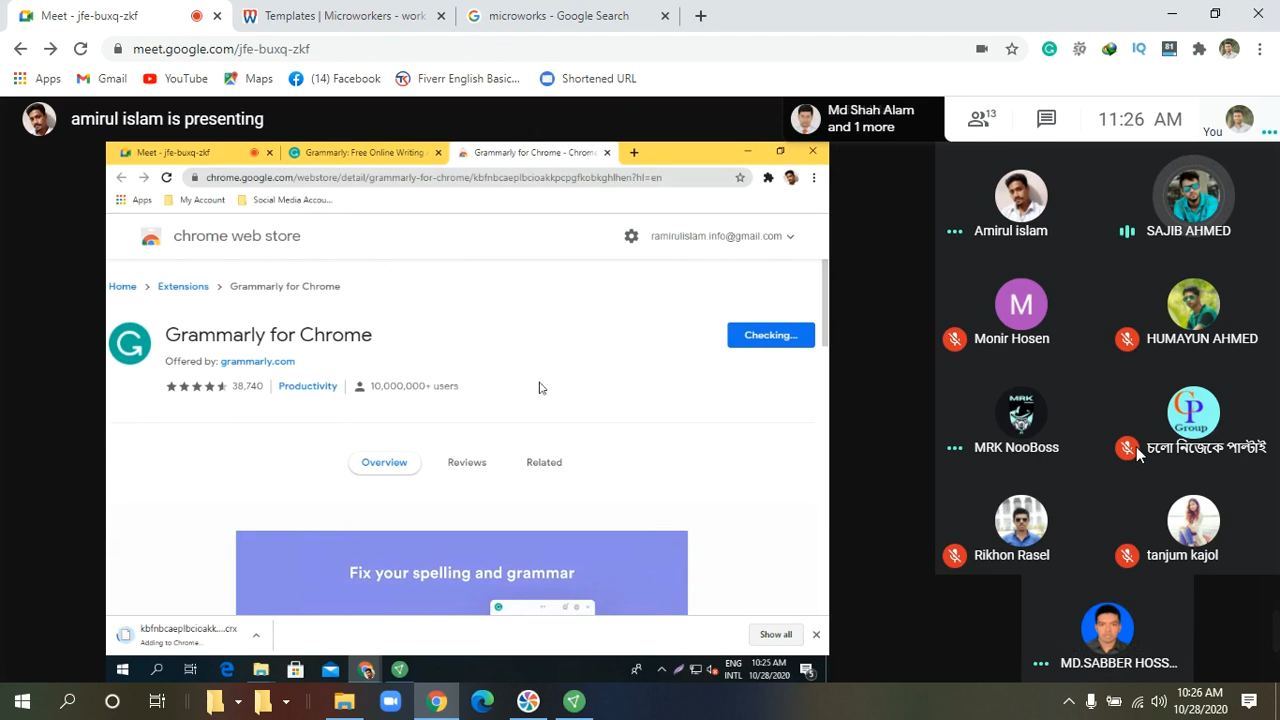 Meet - jfe-buxq-zkf
Templates | Microworkers - work
microworks - Google Search
meet.google.com/jfe-buxq-zkf
IQ
81
Apps
Gmail
YouTube
Maps
(14) Facebook
Fiverr English Basic...
Shortened URL
amirul islam is presenting
Md Shah Alam
and 1 more
13
11:26 AM
You
Meet - jfe-buxq-zkf
Grammarly: Free Online Writing
Grammarly for Chrome - Chrom
chrome.google.com/webstore/detail/grammarly-for-chrome/kbfnbcaeplbcioakkpcpgfkobkghlhen?hl=en
Apps
My Account
Social Media Accou...
chrome web store
ramirulislam.info@gmail.com
Home
Extensions
Grammarly for Chrome
Grammarly for Chrome
Checking...
Offered by: grammarly.com
38,740
Productivity
10,000,000+ users
Overview
Reviews
Related
Fix your spelling and grammar
kbfnbcaeplbcioakk....crx
Adding to Chrome...
Show all
ENG
INTL
10:25 AM
10/28/2020
5
Amirul islam
SAJIB AHMED
M
Monir Hosen
HUMAYUN AHMED
MRK
MRK NooBoss
GP
Group
চলো নিজেকে পাল্টাই
Rikhon Rasel
tanjum kajol
MD.SABBER HOSS...
10:26 AM
10/28/2020